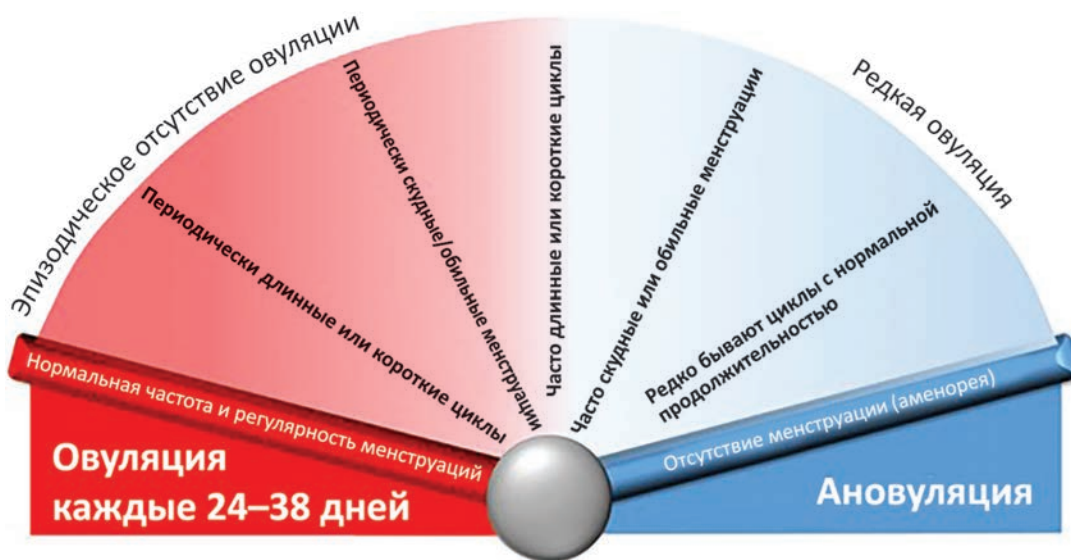 Эпизодическое отсутствие овуляции
Редкая овуляция
Нормальная частота и регулярность менструаций
Периодически длинные или короткие циклы
Периодически скудные/обильные менструации
Часто длинные или короткие циклы
Часто скудные или обильные менструации
Редко бывают циклы с нормальной
продолжительностью
Отсутствие менструации (аменорея)
Овуляция
каждые 24–38 дней
Ановуляция